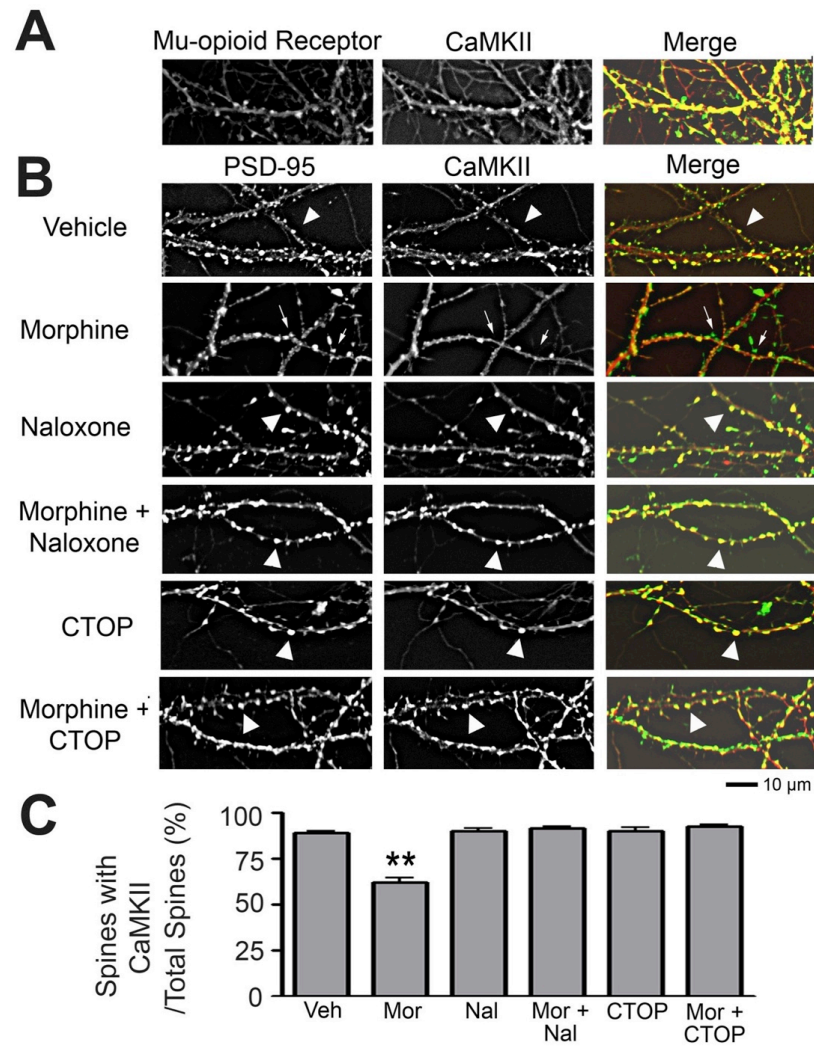 A
Mu-opioid Receptor CaMKII Merge
B
PSD-95 CaMKII Merge
Vehicle
Morphine
Naloxone
Morphine +
Naloxone
CTOP
Morphine +
CTOP
10 µm
C
Spines with
CaMKII
/Total Spines (%)
100
75
50
25
0
**
Veh Mor Nal Mor + CTOP Mor +
Nal CTOP